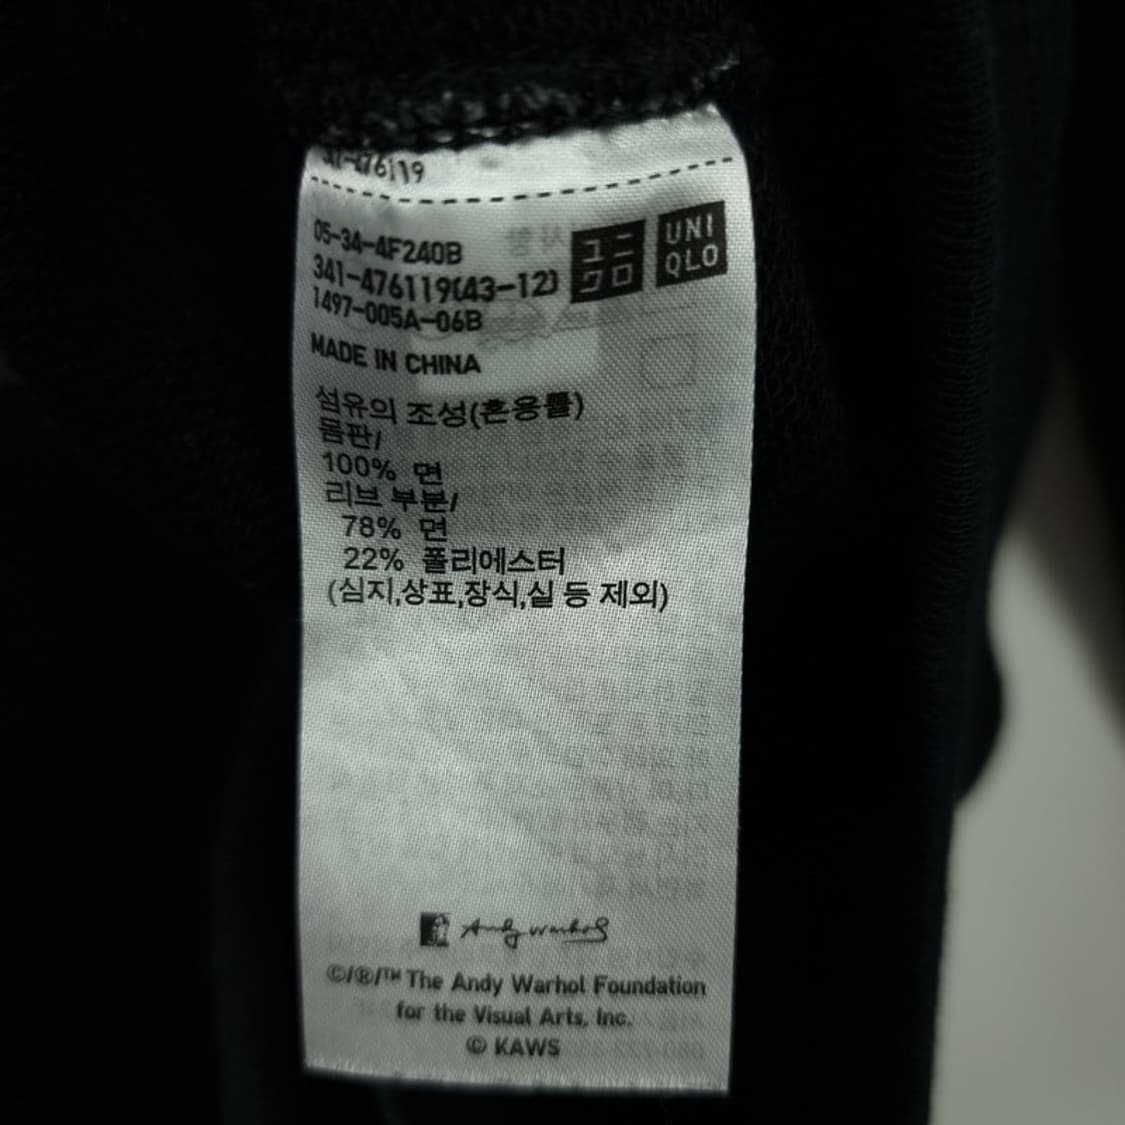 476119
05-34-4F240B
341-476119(43-12)
1497-005A-06B
ユニ
クロ
UNI
QLO
MADE IN CHINA
섬유의 조성(혼용률)
몸판/
100% 면
리브 부분/
78% 면
22% 폴리에스터
(심지,상표,장식,실 등 제외)
Andy Warhol
©/®/™ The Andy Warhol Foundation
for the Visual Arts, Inc.
© KAWS